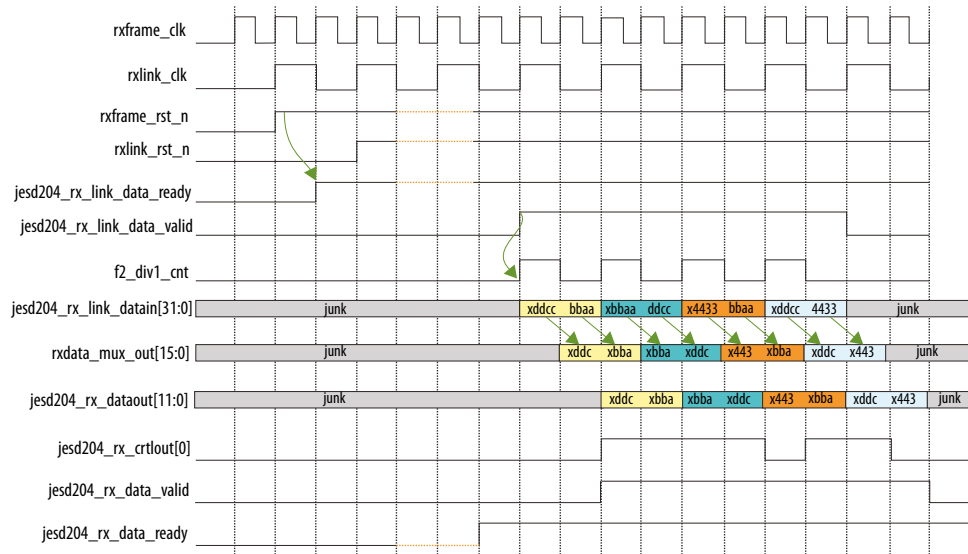 rxframe_clk
rxlink_clk
rxframe_rst_n
rxlink_rst_n
jesd204_rx_link_data_ready
jesd204_rx_link_data_valid
f2_div1_cnt
jesd204_rx_link_datain[31:0] junk xddcc bbaa xbbaa ddcc x4433 bbaa xddcc 4433 junk
rxdata_mux_out[15:0] junk xddc xbba xbba xddc x443 xbba xddc x443 junk
jesd204_rx_dataout[11:0] junk xddc xbba xbba xddc x443 xbba xddc x443 junk
jesd204_rx_crtlout[0]
jesd204_rx_data_valid
jesd204_rx_data_ready